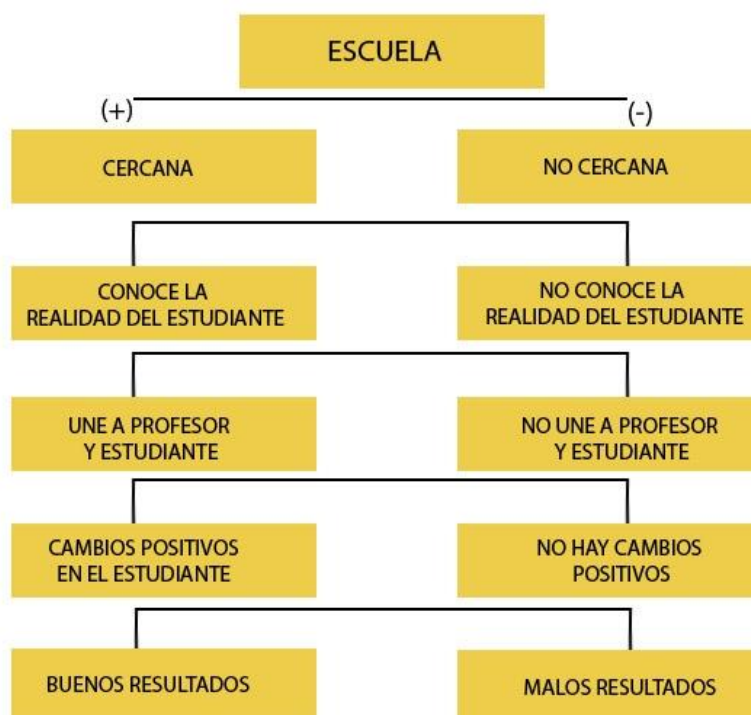 ESCUELA
(+)
(-)
CERCANA
NO CERCANA
CONOCE LA
REALIDAD DEL ESTUDIANTE
NO CONOCE LA
REALIDAD DEL ESTUDIANTE
UNE A PROFESOR
Y ESTUDIANTE
NO UNE A PROFESOR
Y ESTUDIANTE
CAMBIOS POSITIVOS
EN EL ESTUDIANTE
NO HAY CAMBIOS
POSITIVOS
BUENOS RESULTADOS
MALOS RESULTADOS